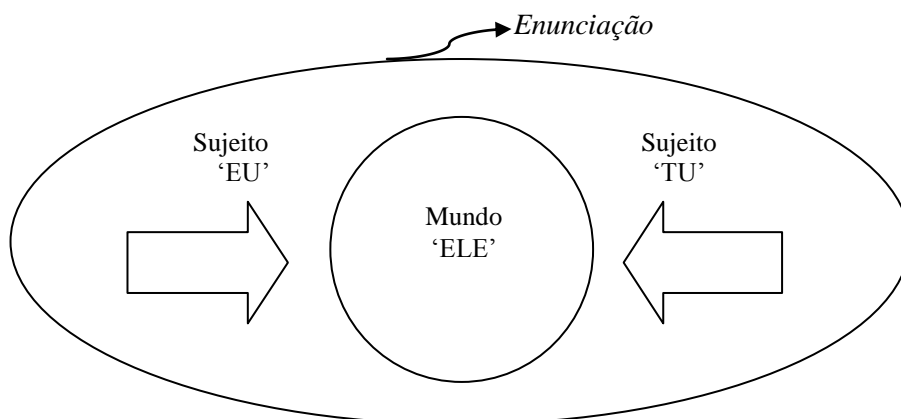 Enunciação
Sujeito
‘EU’
Sujeito
‘TU’
Mundo
‘ELE’